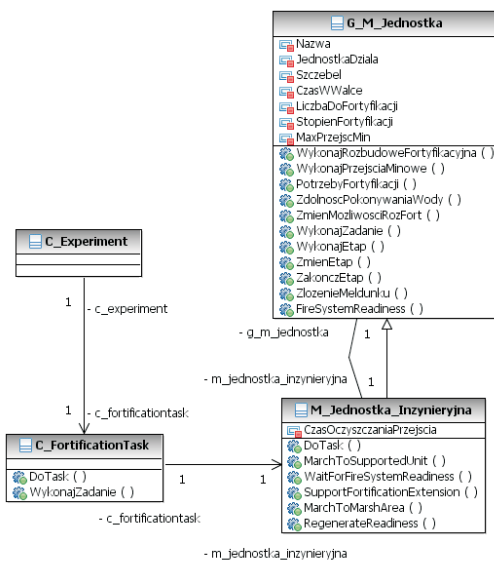 G_M_Jednostka
Nazwa
JednostkaDziala
Szczebel
CzasWWalce
LiczbaDoFortyfikacji
StopienFortyfikacji
MaxPrzejscMin
WykonajRozbudoweFortyfikacyjna ( )
WykonajPrzejsciaMinowe ( )
PotrzebyFortyfikacji ( )
ZdolnoscPokonywaniaWody ( )
ZmienMozliwosciRozFort ( )
WykonajZadanie ( )
WykonajEtap ( )
ZmienEtap ( )
ZakonczEtap ( )
ZlozenieMeldunku ( )
FireSystemReadiness ( )
C_Experiment
1
- c_experiment
- g_m_jednostka
1
- m_jednostka_inzynieryjna
1
1
- c_fortificationtask
M_Jednostka_Inzynieryjna
CzasOczyszczaniaPrzejscia
DoTask ( )
MarchToSupportedUnit ( )
WaitForFireSystemReadiness ( )
SupportFortificationExtension ( )
MarchToMarshArea ( )
RegenerateReadiness ( )
C_FortificationTask
DoTask ( )
WykonajZadanie ( )
1
1
- c_fortificationtask
- m_jednostka_inzynieryjna